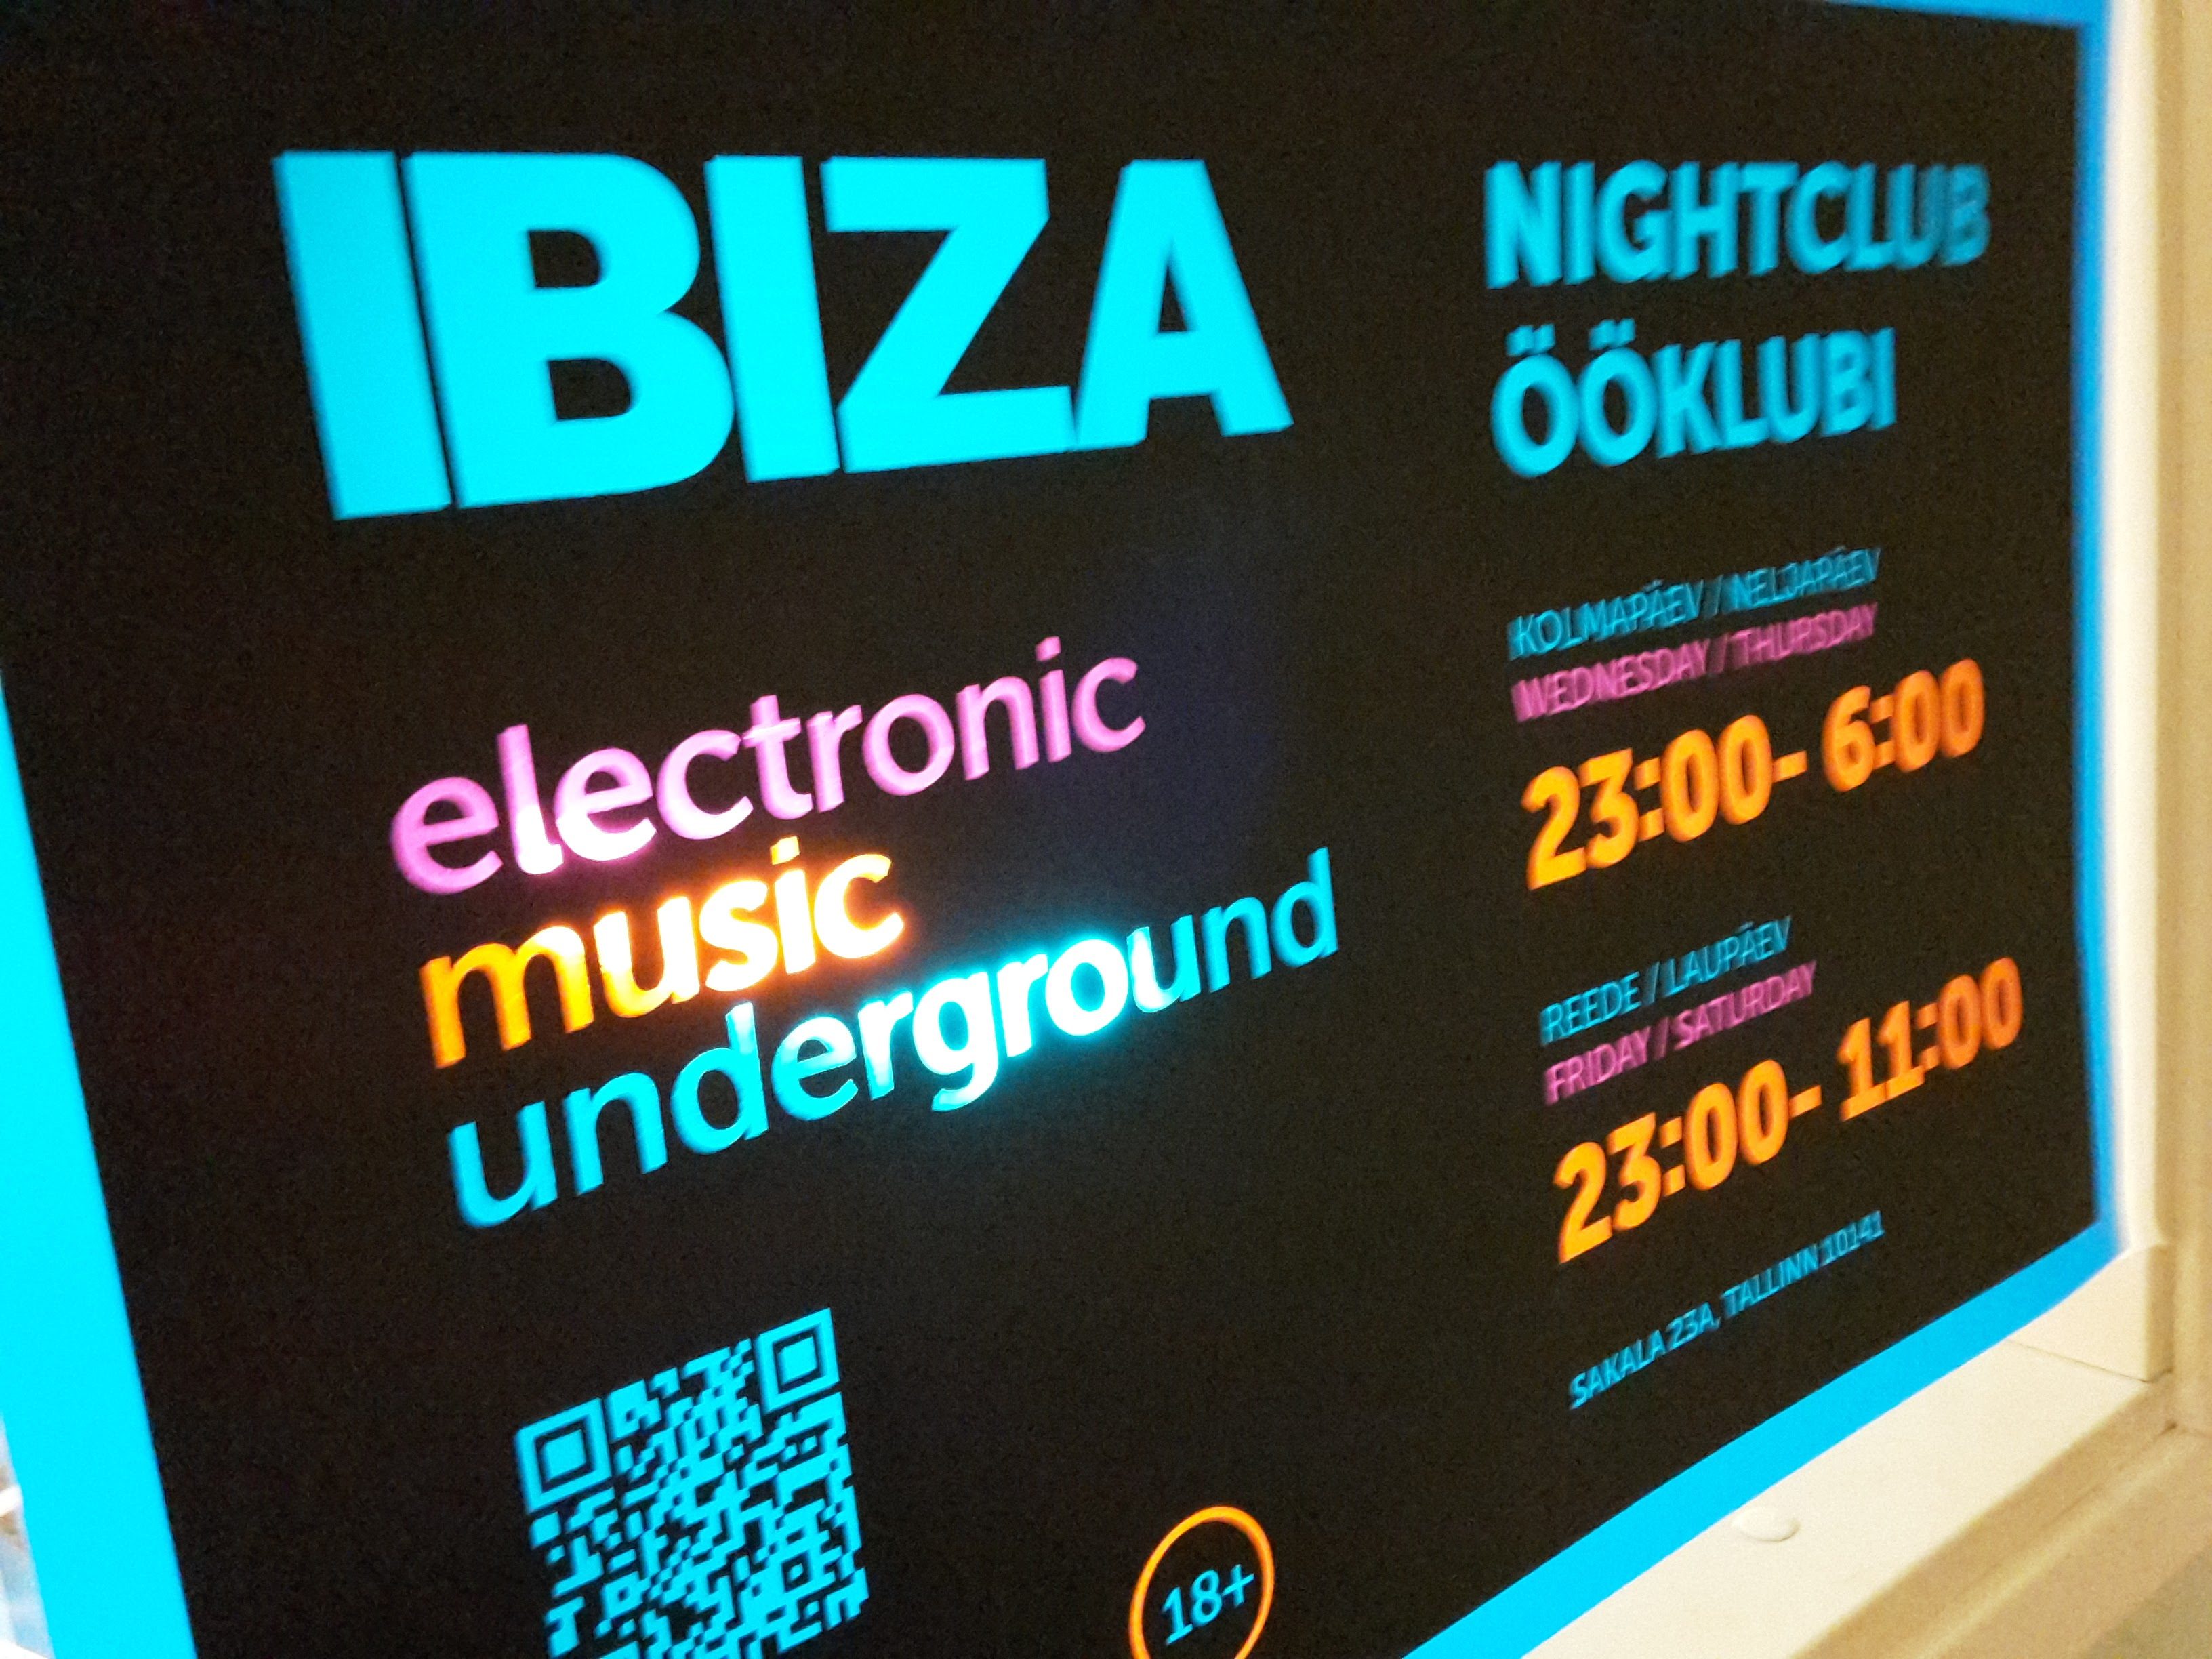 IBIZA
electronic
music
underground
18+
NIGHTCLUB
ÖÖKLUBI
KOLMAPÄEV / NELJAPÄEV
WEDNESDAY / THURSDAY
23:00- 6:00
REEDE / LAUPÄEV
FRIDAY / SATURDAY
23:00- 11:00
SAKALA 23A, TALLINN 10141